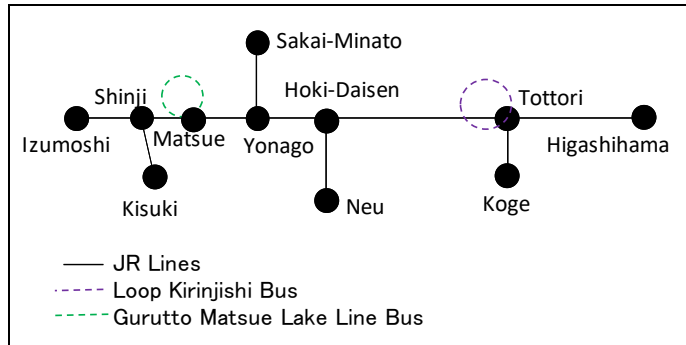 Sakai-Minato
Shinji
Hoki-Daisen
Tottori
Izumoshi
Matsue
Yonago
Higashihama
Kisuki
Neu
Koge
JR Lines
Loop Kirinjishi Bus
Gurutto Matsue Lake Line Bus